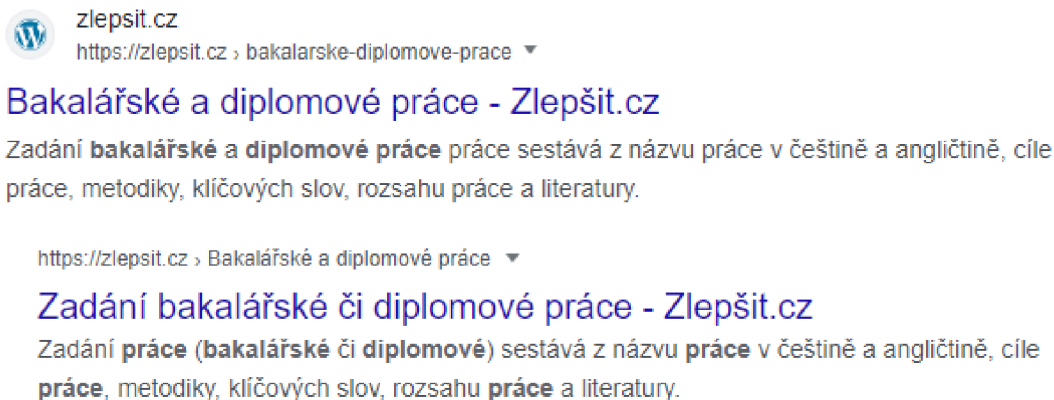 zlepsit.cz
https://zlepsit.cz › bakalarske-diplomove-prace
Bakalářské a diplomové práce - Zlepšit.cz
Zadání bakalářské a diplomové práce práce sestává z názvu práce v češtině a angličtině, cíle
práce, metodiky, klíčových slov, rozsahu práce a literatury.
https://zlepsit.cz › Bakalářské a diplomové práce
Zadání bakalářské či diplomové práce - Zlepšit.cz
Zadání práce (bakalářské či diplomové) sestává z názvu práce v češtině a angličtině, cíle
práce, metodiky, klíčových slov, rozsahu práce a literatury.